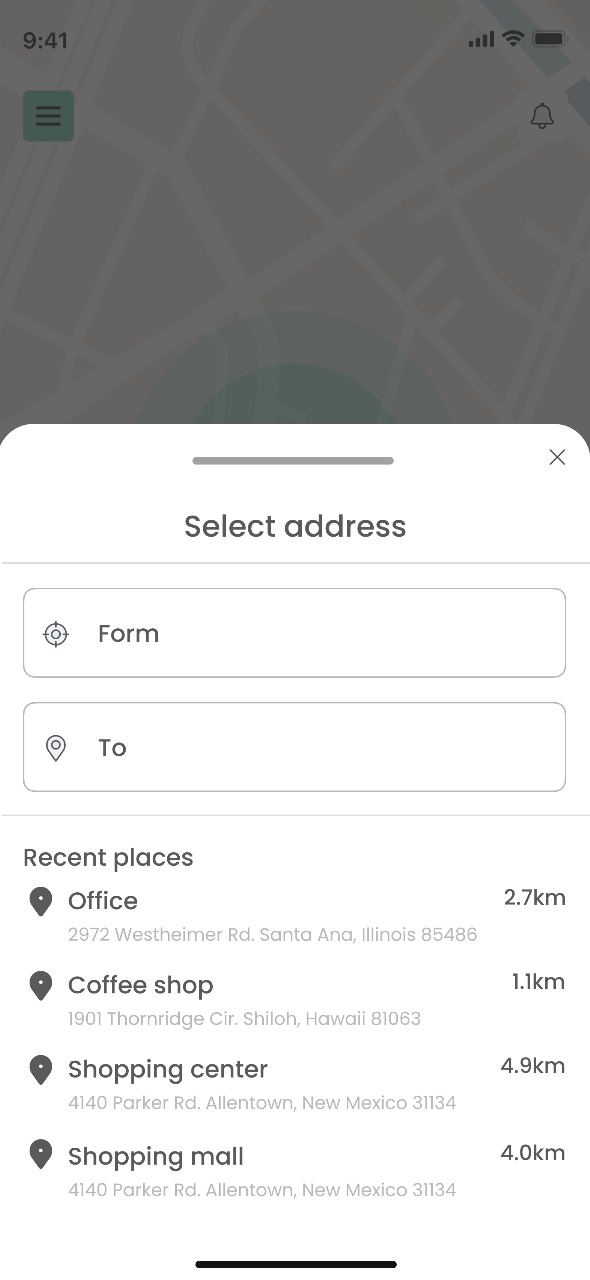 9:41
Select address
Form
To
Recent places
Office 2.7km
2972 Westheimer Rd. Santa Ana, Illinois 85486
Coffee shop 1.1km
1901 Thornridge Cir. Shiloh, Hawaii 81063
Shopping center 4.9km
4140 Parker Rd. Allentown, New Mexico 31134
Shopping mall 4.0km
4140 Parker Rd. Allentown, New Mexico 31134